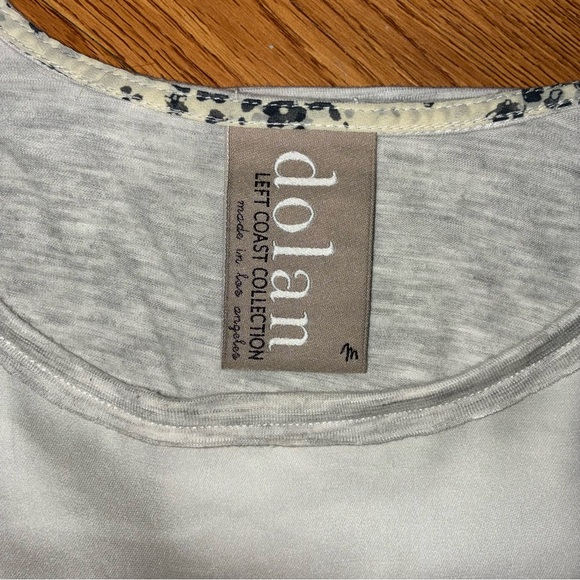 dolan
LEFT COAST COLLECTION
made in los angeles
M